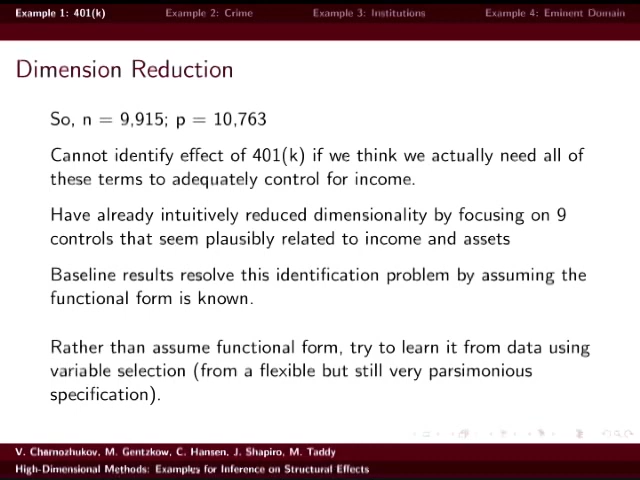 Example 1: 401(k) Example 2: Crime Example 3: Institutions Example 4: Eminent Domain
Dimension Reduction
So, n = 9,915; p = 10,763
Cannot identify effect of 401(k) if we think we actually need all of
these terms to adequately control for income.
Have already intuitively reduced dimensionality by focusing on 9
controls that seem plausibly related to income and assets
Baseline results resolve this identification problem by assuming the
functional form is known.
Rather than assume functional form, try to learn it from data using
variable selection (from a flexible but still very parsimonious
specification).
V. Chernozhukov, M. Gentzkow, C. Hansen, J. Shapiro, M. Taddy
High-Dimensional Methods: Examples for Inference on Structural Effects